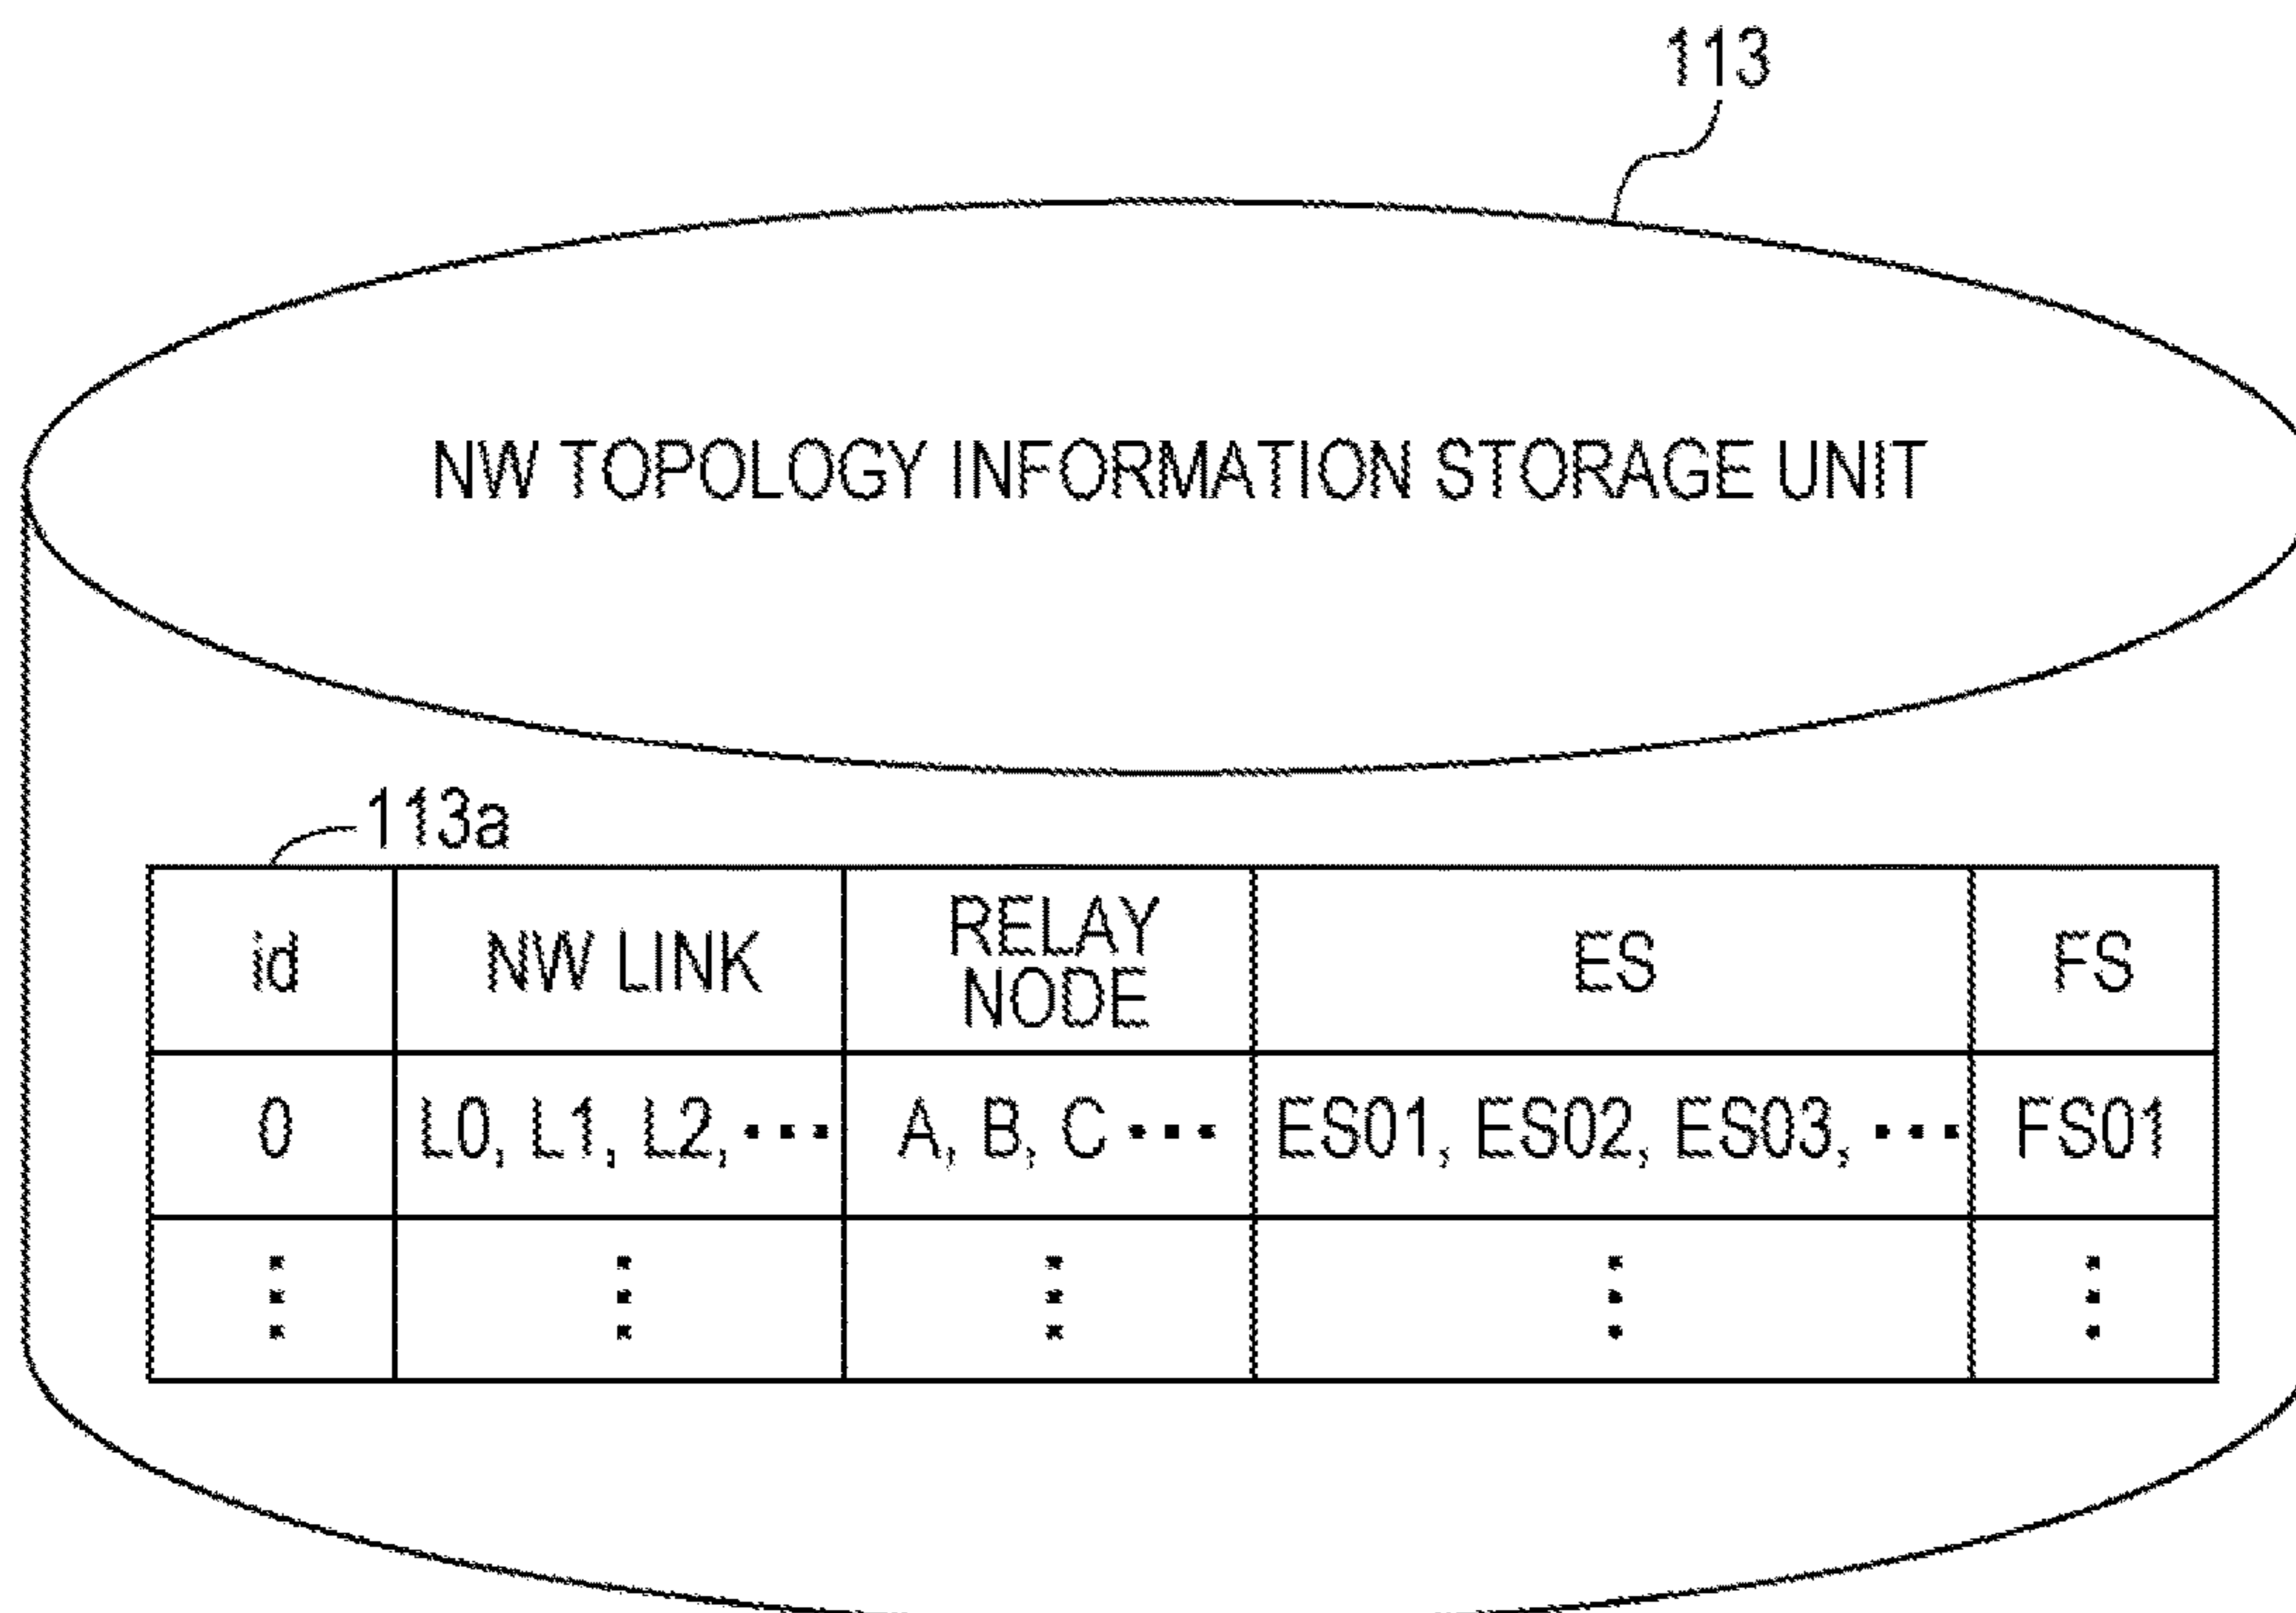 113
NW TOPOLOGY INFORMATION STORAGE UNIT
113a
id NW LINK RELAY NODE ES FS
0 L0, L1, L2, ... A, B, C ... ES01, ES02, ES03, ... FS01
⋮ ⋮ ⋮ ⋮ ⋮